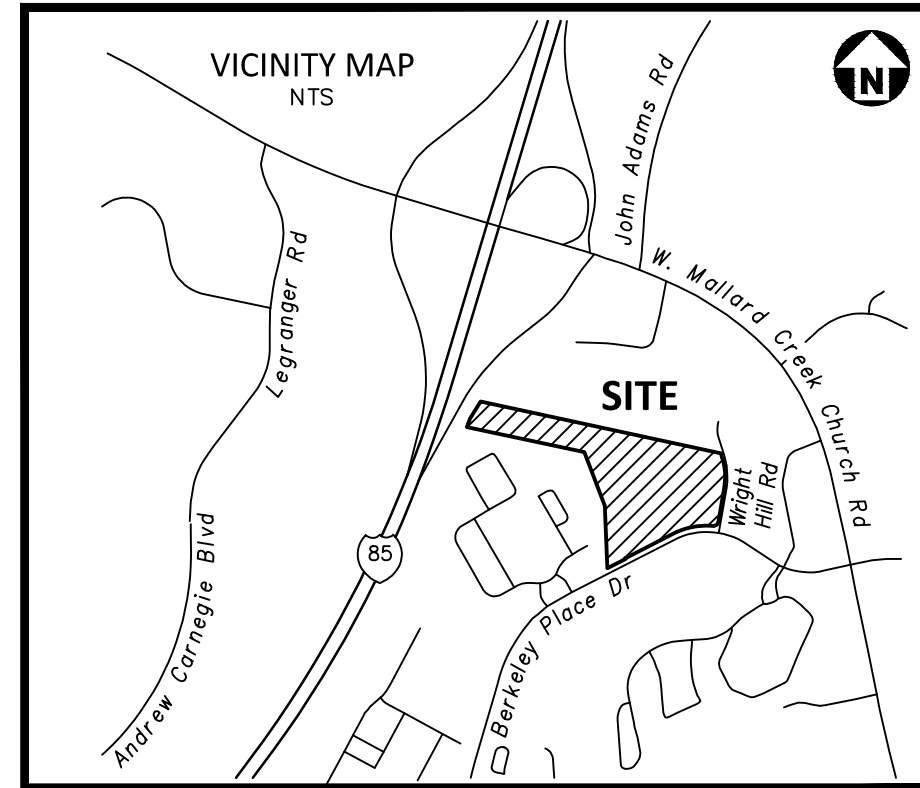 VICINITY MAP
NTS
N
John Adams Rd
W. Mallard Creek Church Rd
Legranger Rd
SITE
Wright
Hill Rd
85
Andrew Carnegie Blvd
Berkeley Place Dr